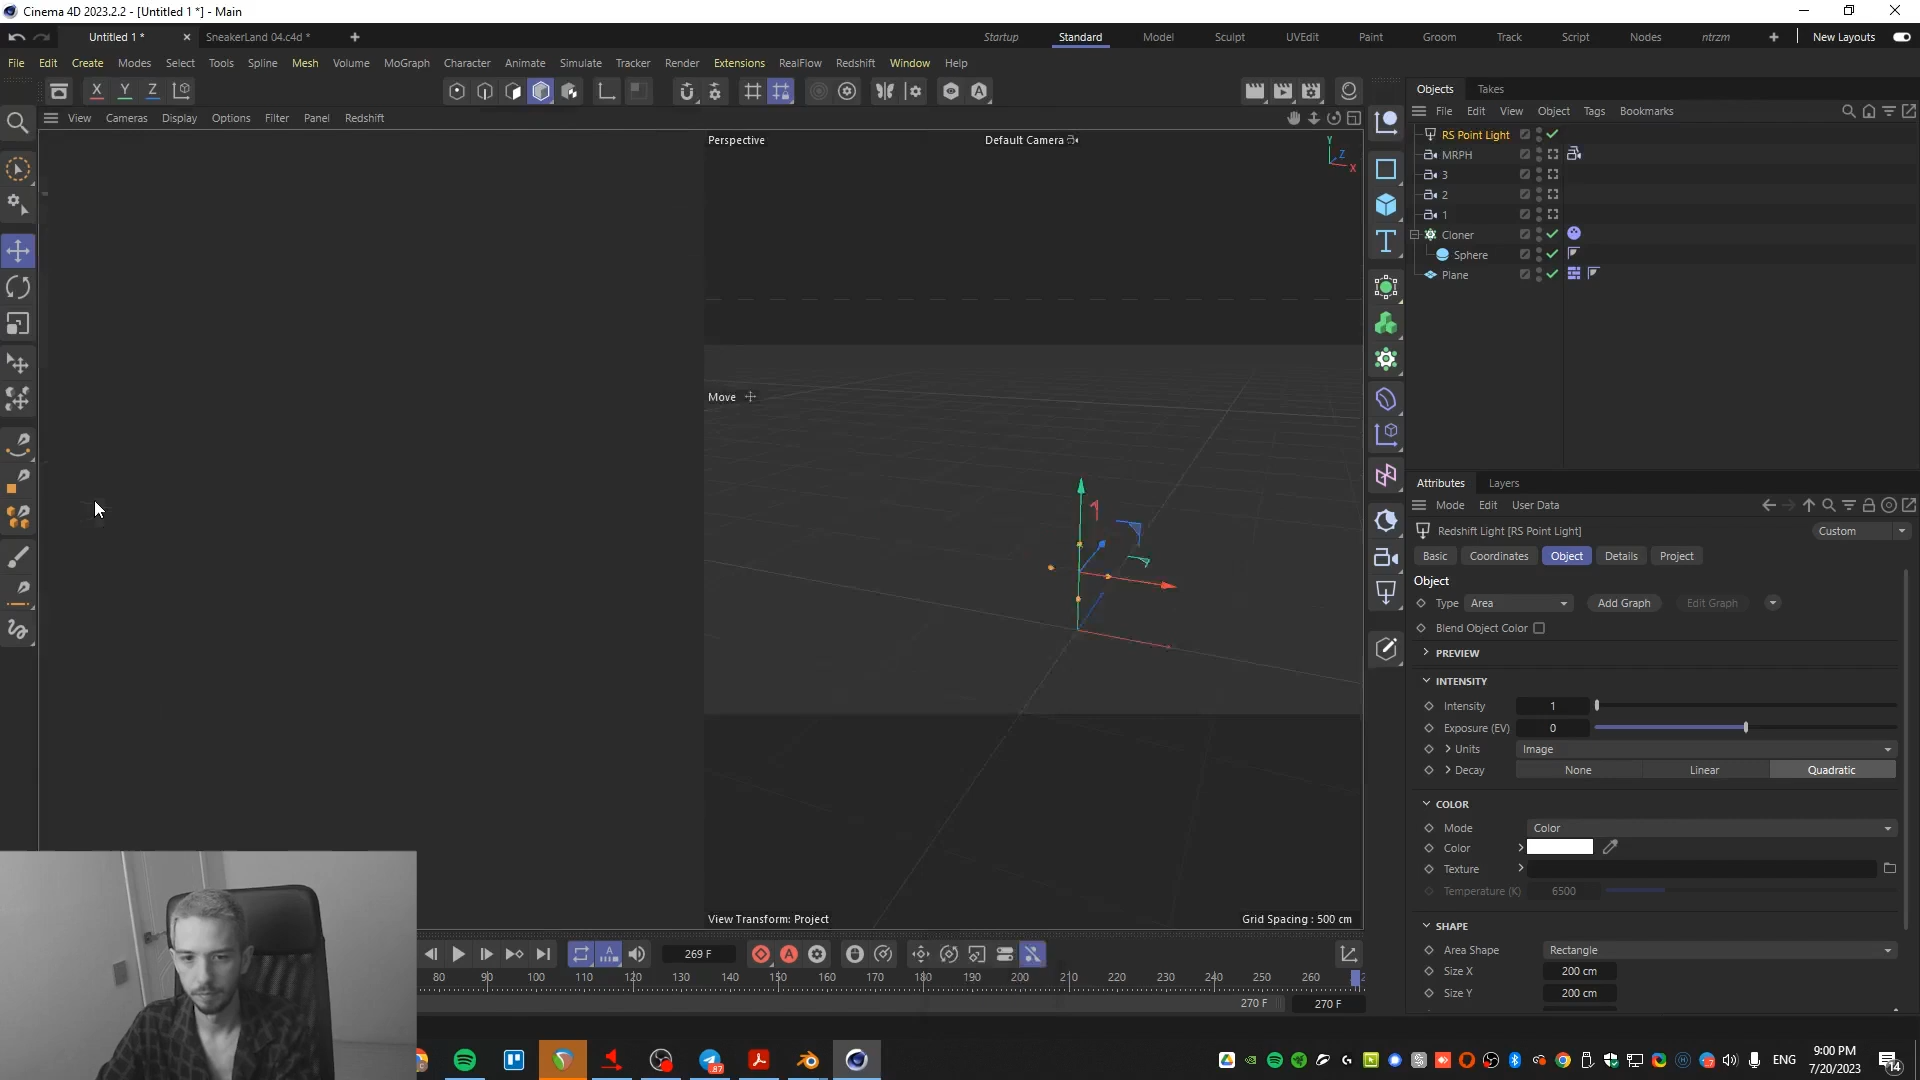 Cinema 4D 2023.2.2 - [Untitled 1 *] - Main
Untitled 1 *
SneakerLand 04.c4d *
Startup
Standard
Model
Sculpt
UVEdit
Paint
Groom
Track
Script
Nodes
ntrzm
New Layouts
File Edit Create Modes Select Tools Spline Mesh Volume MoGraph Character Animate Simulate Tracker Render Extensions RealFlow Redshift Window Help
X Y Z
View Cameras Display Options Filter Panel Redshift
Perspective
Default Camera
Y
Z
X
Move
View Transform: Project
Grid Spacing : 500 cm
Objects Takes
File Edit View Object Tags Bookmarks
RS Point Light
MRPH
3
2
1
Cloner
Sphere
Plane
Attributes Layers
Mode Edit User Data
Redshift Light [RS Point Light]
Custom
Basic Coordinates Object Details Project
Object
Type Area Add Graph Edit Graph
Blend Object Color
PREVIEW
INTENSITY
Intensity 1
Exposure (EV) 0
Units Image
Decay None Linear Quadratic
COLOR
Mode Color
Color
Texture
Temperature (K) 6500
SHAPE
Area Shape Rectangle
Size X 200 cm
Size Y 200 cm
269 F
80 90 100 110 120 130 140 150 160 170 180 190 200 210 220 230 240 250 260
270 F
270 F
87
ENG
9:00 PM
7/20/2023
14